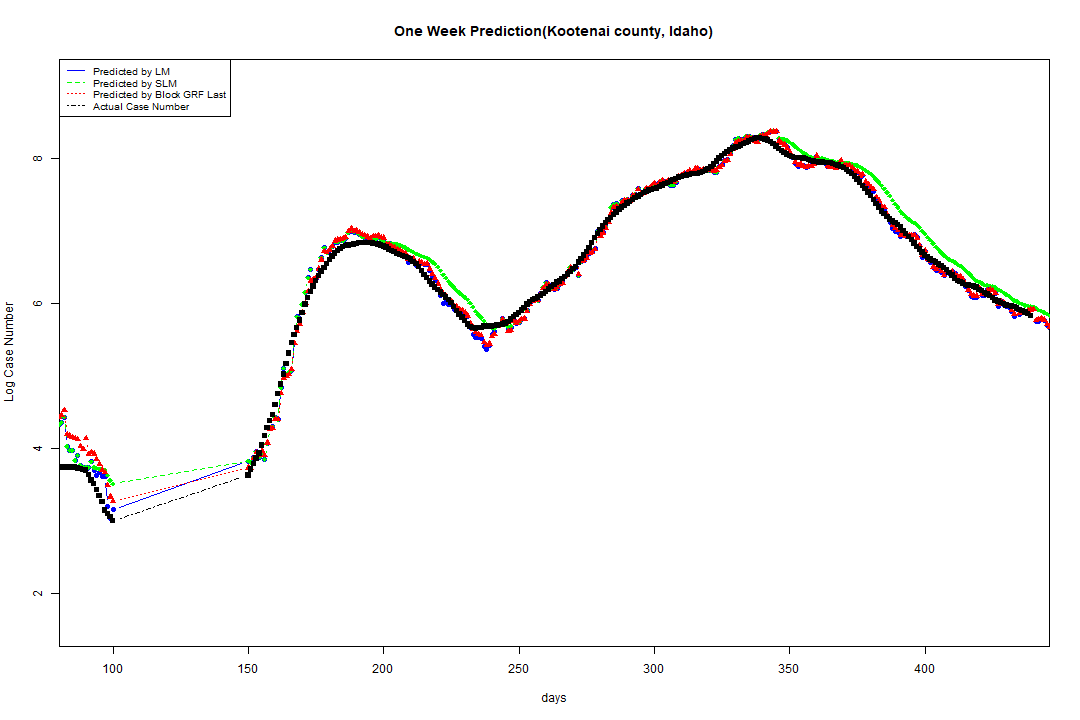 One Week Prediction(Kootenai county, Idaho)
Predicted by LM
Predicted by SLM
Predicted by Block GRF Last
Actual Case Number
8
6
4
2
Log Case Number
100 150 200 250 300 350 400
days